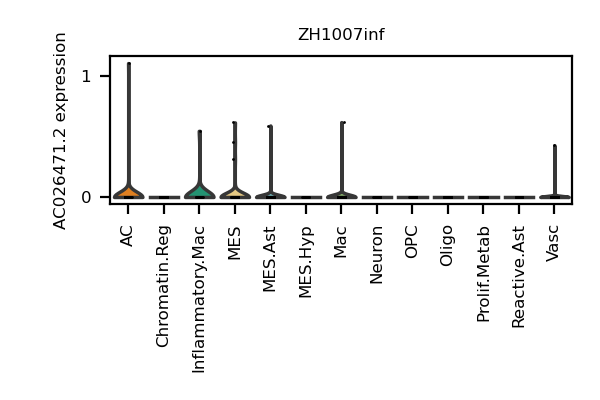 ZH1007inf
AC026471.2 expression
1
0
AC
Chromatin.Reg
Inflammatory.Mac
MES
MES.Ast
MES.Hyp
Mac
Neuron
OPC
Oligo
Prolif.Metab
Reactive.Ast
Vasc